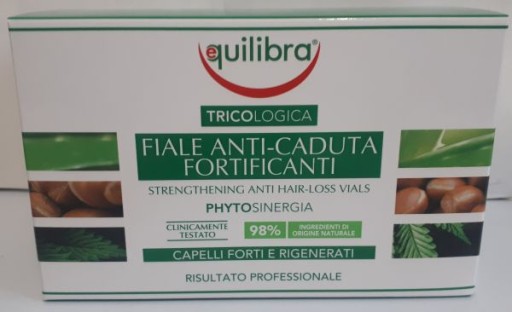 equilibra®
TRICOLOGICA
FIALE ANTI-CADUTA
FORTIFICANTI
STRENGTHENING ANTI HAIR-LOSS VIALS
PHYTOSINERGIA
CLINICAMENTE
TESTATO
98%
INGREDIENTI DI
ORIGINE NATURALE
CAPELLI FORTI E RIGENERATI
RISULTATO PROFESSIONALE